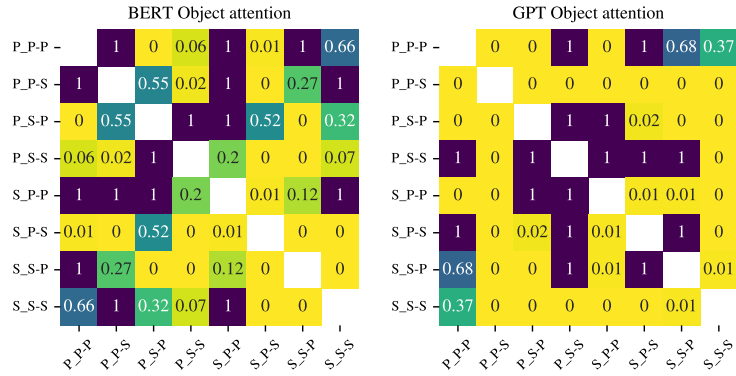 BERT Object attention
GPT Object attention
P_P-P 1 0 0.06 1 0.01 1 0.66
P_P-S 1 0.55 0.02 1 0 0.27 1
P_S-P 0 0.55 1 1 0.52 0 0.32
P_S-S 0.06 0.02 1 0.2 0 0 0.07
S_P-P 1 1 1 0.2 0.01 0.12 1
S_P-S 0.01 0 0.52 0 0.01 0 0
S_S-P 1 0.27 0 0 0.12 0 0
S_S-S 0.66 1 0.32 0.07 1 0 0
P_P-P P_P-S P_S-P P_S-S S_P-P S_P-S S_S-P S_S-S
P_P-P 0 0 1 0 1 0.68 0.37
P_P-S 0 0 0 0 0 0 0
P_S-P 0 0 1 1 0.02 0 0
P_S-S 1 0 1 1 1 1 0
S_P-P 0 0 1 1 0.01 0.01 0
S_P-S 1 0 0.02 1 0.01 1 0
S_S-P 0.68 0 0 1 0.01 1 0.01
S_S-S 0.37 0 0 0 0 0 0.01
P_P-P P_P-S P_S-P P_S-S S_P-P S_P-S S_S-P S_S-S